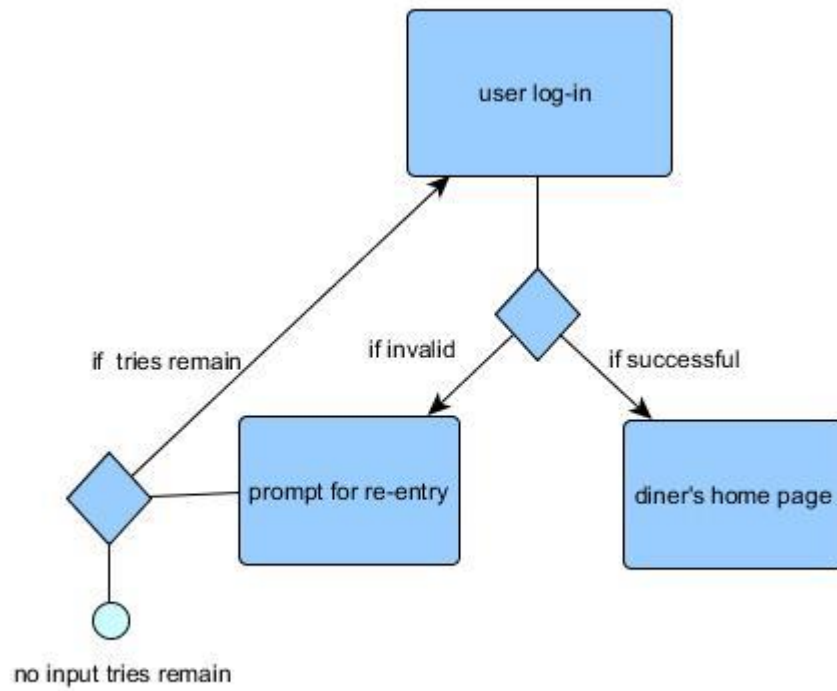 user log-in
if invalid
if successful
if  tries remain
prompt for re-entry
diner's home page
no input tries remain